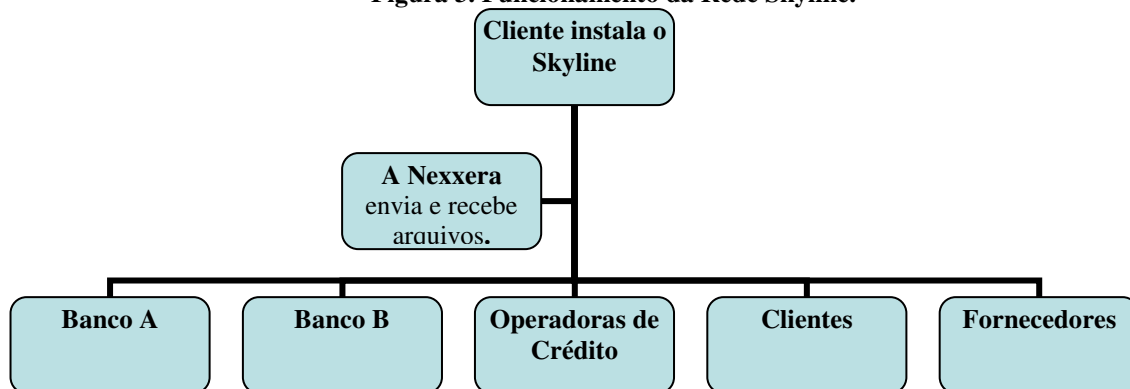 Figura 3. Funcionamento da Rede Skyline.
Cliente instala o
Skyline
A Nexxera
envia e recebe
arquivos.
Banco A
Banco B
Operadoras de
Crédito
Clientes
Fornecedores